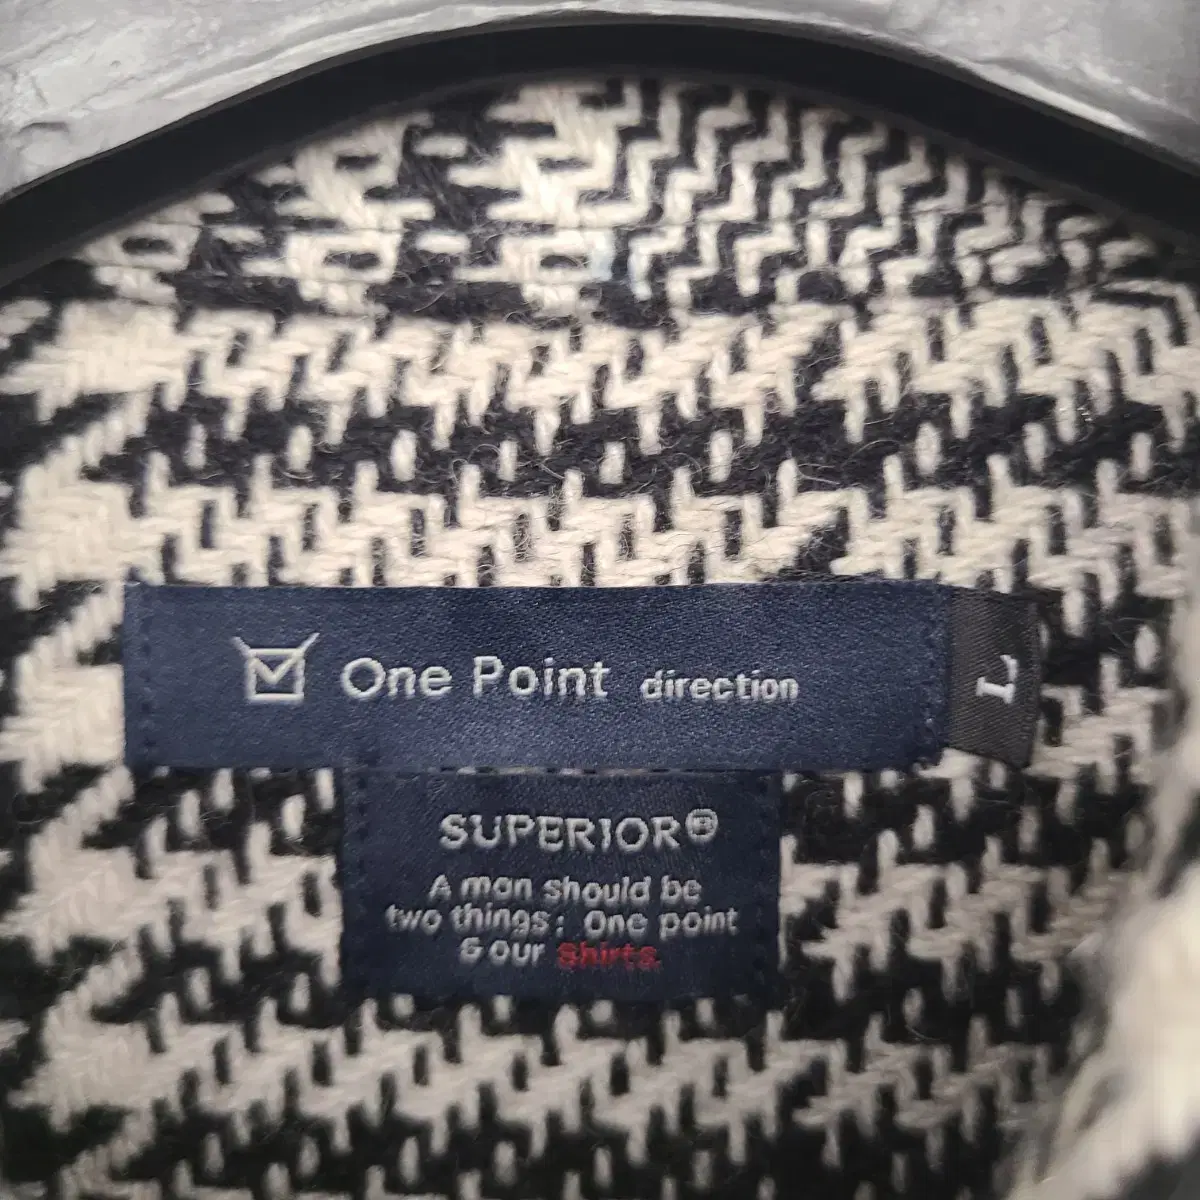 One Point direction
L
SUPERIOR®
A man should be
two things: One point
& our Shirts.